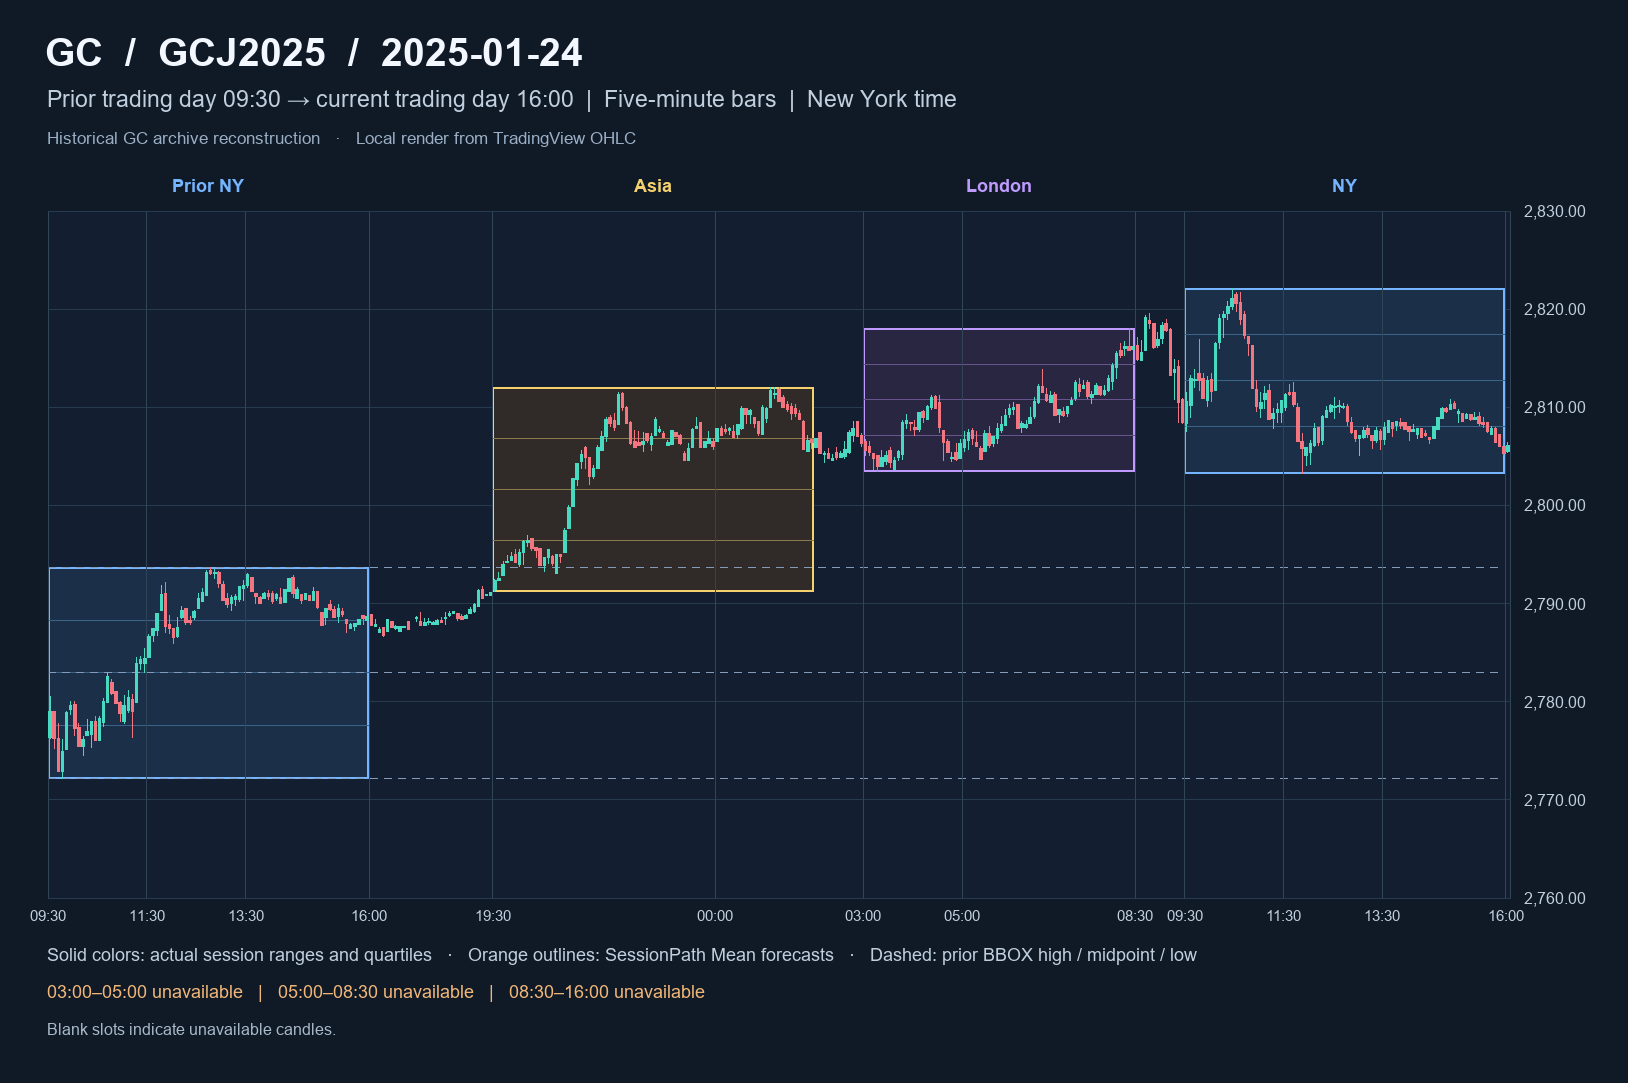 GC / GCJ2025 / 2025-01-24
Prior trading day 09:30 → current trading day 16:00 | Five-minute bars | New York time
Historical GC archive reconstruction · Local render from TradingView OHLC
Prior NY Asia London NY
2,830.00
2,820.00
2,810.00
2,800.00
2,790.00
2,780.00
2,770.00
2,760.00
09:30 11:30 13:30 16:00 19:30 00:00 03:00 05:00 08:30 09:30 11:30 13:30 16:00
Solid colors: actual session ranges and quartiles · Orange outlines: SessionPath Mean forecasts · Dashed: prior BBOX high / midpoint / low
03:00–05:00 unavailable | 05:00–08:30 unavailable | 08:30–16:00 unavailable
Blank slots indicate unavailable candles.